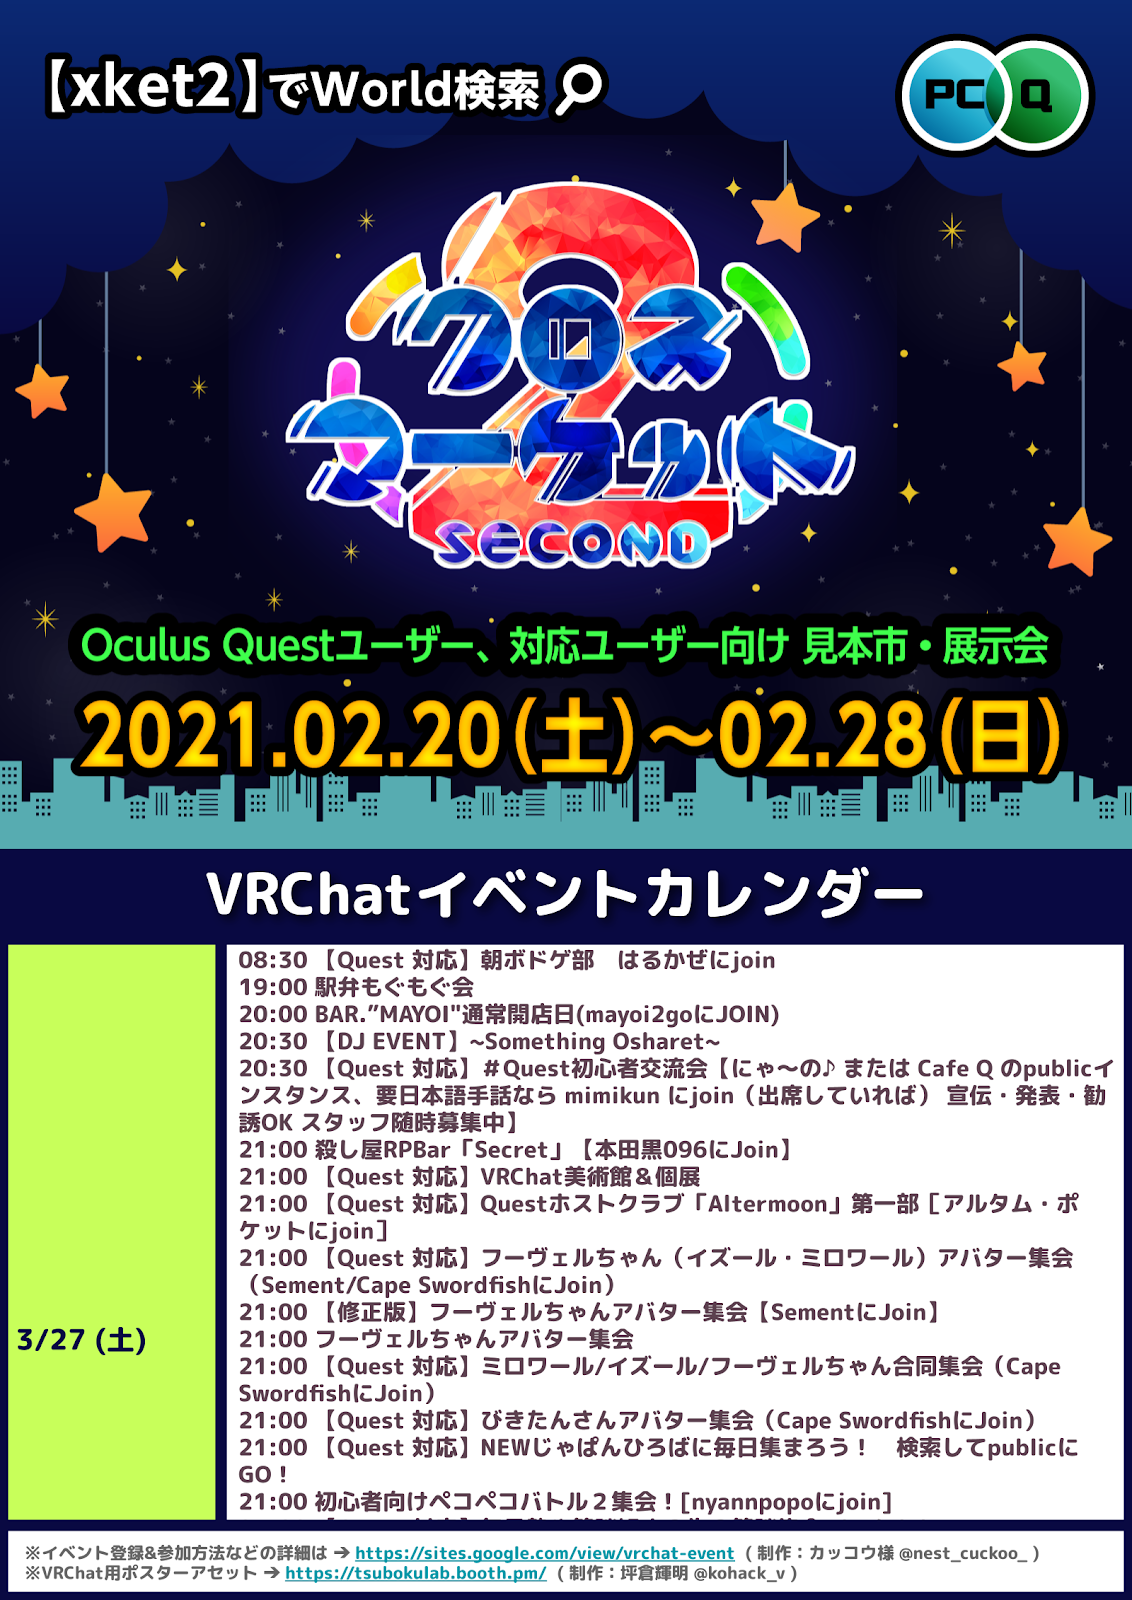 【xket2】でWorld検索
PC Q
クロス
マーケット
2
SECOND
Oculus Questユーザー、対応ユーザー向け 見本市・展示会
2021.02.20(土)～02.28(日)
VRChatイベントカレンダー
3/27 (土)
08:30 【Quest 対応】朝ボドゲ部　はるかぜにjoin
19:00 駅弁もぐもぐ会
20:00 BAR.”MAYOI"通常開店日(mayoi2goにJOIN)
20:30 【DJ EVENT】~Something Osharet~
20:30 【Quest 対応】＃Quest初心者交流会【にゃ～の♪ または Cafe Q のpublicイ
ンスタンス、要日本語手話なら mimikun にjoin（出席していれば） 宣伝・発表・勧
誘OK スタッフ随時募集中】
21:00 殺し屋RPBar「Secret」【本田黒096にJoin】
21:00 【Quest 対応】VRChat美術館＆個展
21:00 【Quest 対応】Questホストクラブ「Altermoon」第一部［アルタム・ポ
ケットにjoin］
21:00 【Quest 対応】フーヴェルちゃん（イズール・ミロワール）アバター集会
（Sement/Cape SwordfishにJoin）
21:00 【修正版】フーヴェルちゃんアバター集会【SementにJoin】
21:00 フーヴェルちゃんアバター集会
21:00 【Quest 対応】ミロワール/イズール/フーヴェルちゃん合同集会（Cape
SwordfishにJoin）
21:00 【Quest 対応】びきたんさんアバター集会（Cape SwordfishにJoin）
21:00 【Quest 対応】NEWじゃぱんひろばに毎日集まろう！　検索してpublicに
GO！
21:00 初心者向けペコペコバトル２集会！[nyannpopoにjoin]
※イベント登録&参加方法などの詳細は ➔ https://sites.google.com/view/vrchat-event （ 制作：カッコウ様 @nest_cuckoo_ ）
※VRChat用ポスターアセット ➔ https://tsubokulab.booth.pm/ （ 制作：坪倉輝明 @kohack_v ）